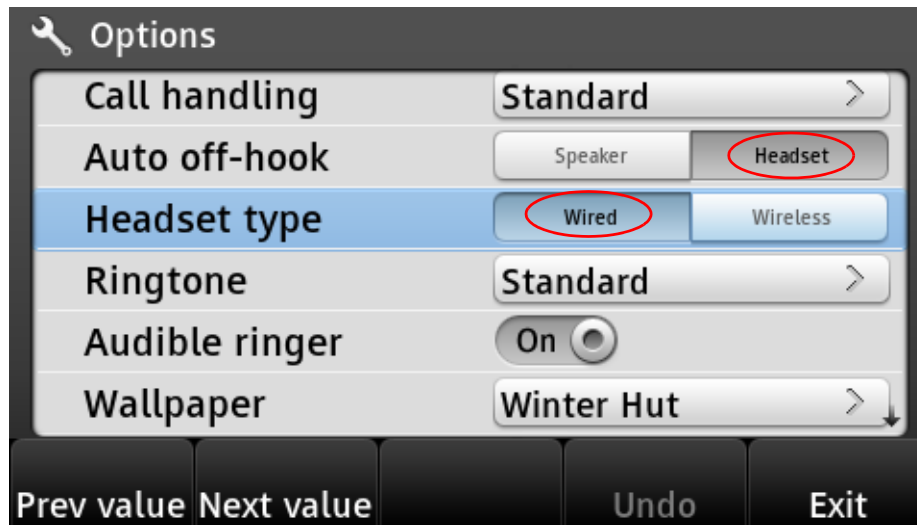 Options
Call handling Standard
Auto off-hook Speaker Headset
Headset type Wired Wireless
Ringtone Standard
Audible ringer On
Wallpaper Winter Hut
Prev value Next value Undo Exit